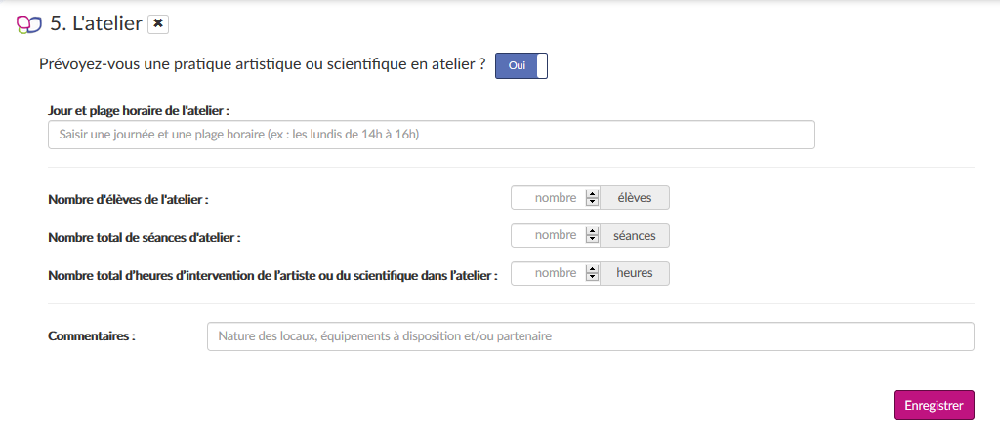 5. L'atelier
Prévoyez-vous une pratique artistique ou scientifique en atelier ? Oui
Jour et plage horaire de l'atelier :
Saisir une journée et une plage horaire (ex : les lundis de 14h à 16h)
Nombre d'élèves de l'atelier : nombre élèves
Nombre total de séances d'atelier : nombre séances
Nombre total d'heures d'intervention de l'artiste ou du scientifique dans l'atelier : nombre heures
Commentaires : Nature des locaux, équipements à disposition et/ou partenaire
Enregistrer